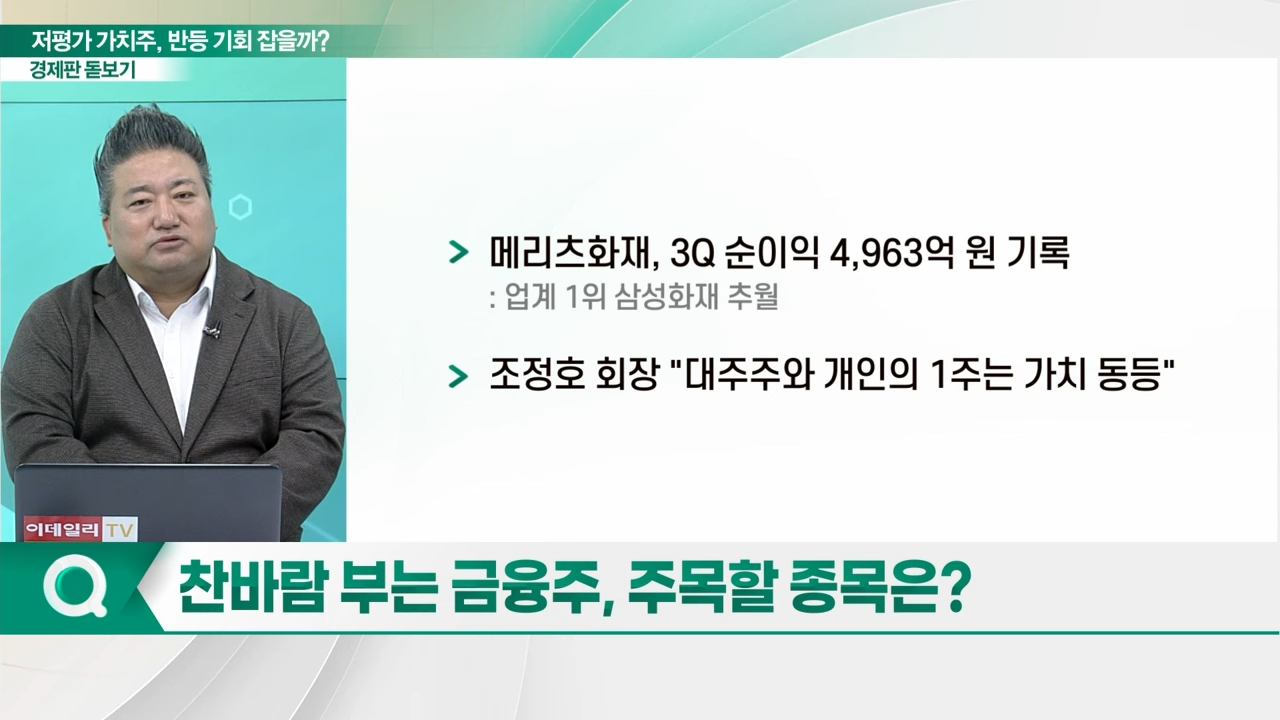 저평가 가치주, 반등 기회 잡을까?
경제판 돋보기
> 메리츠화재, 3Q 순이익 4,963억 원 기록
: 업계 1위 삼성화재 추월
> 조정호 회장 "대주주와 개인의 1주는 가치 동등"
이데일리 TV
Q 찬바람 부는 금융주, 주목할 종목은?